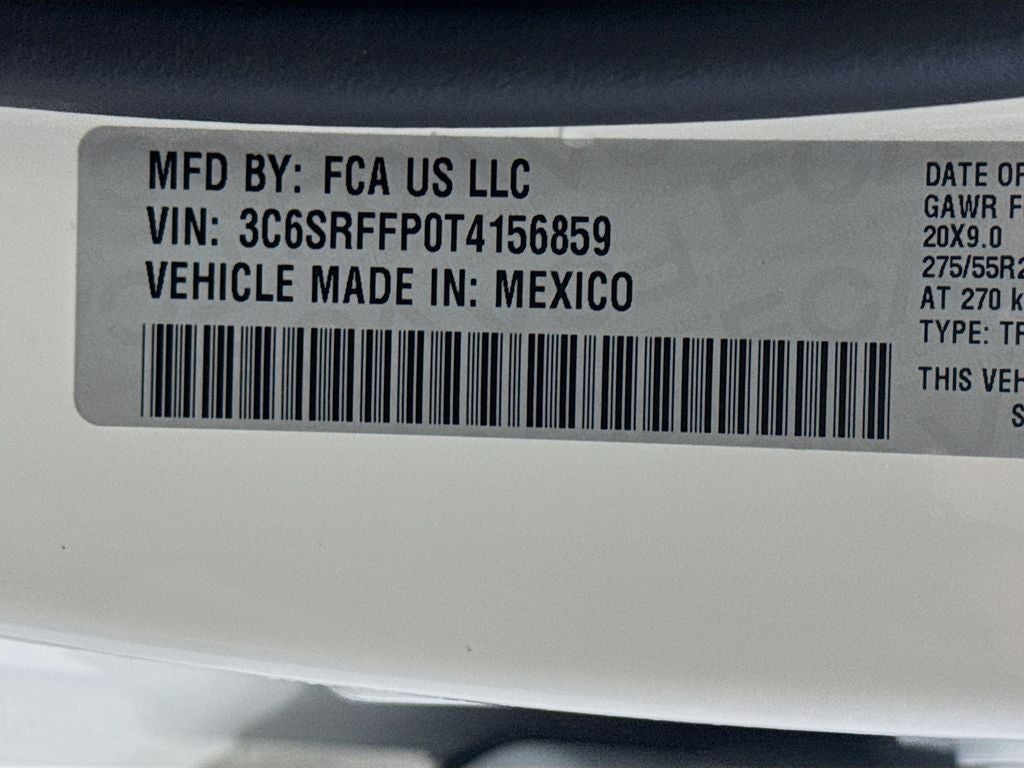 MFD BY: FCA US LLC
VIN: 3C6SRFFP0T4156859
VEHICLE MADE IN: MEXICO
DATE OF
GAWR F
20X9.0
275/55R2
AT 270 k
TYPE: TR
THIS VEH
S